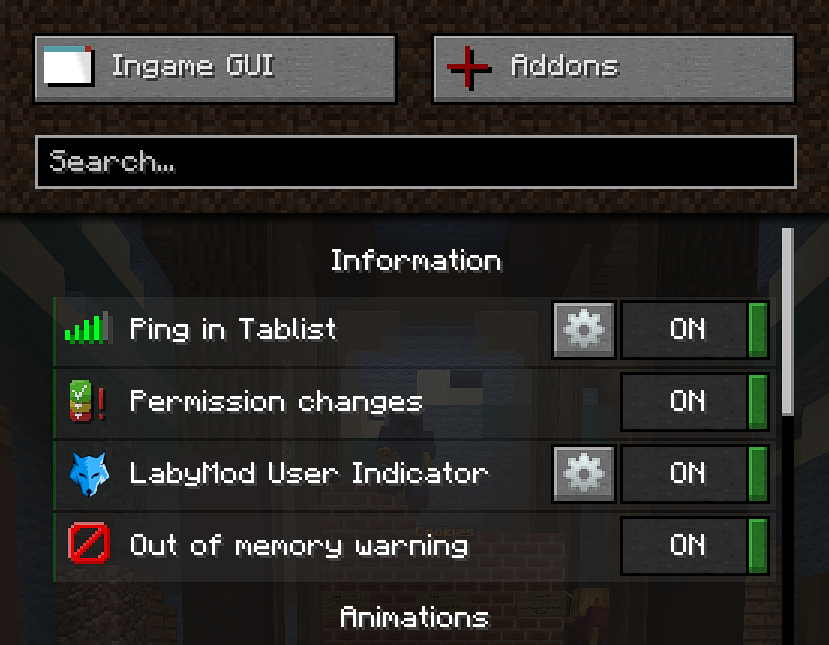 Ingame GUI
Addons
Search...
Information
Ping in Tablist
ON
Permission changes
ON
LabyMod User Indicator
ON
Out of memory warning
ON
Cookies
Animations